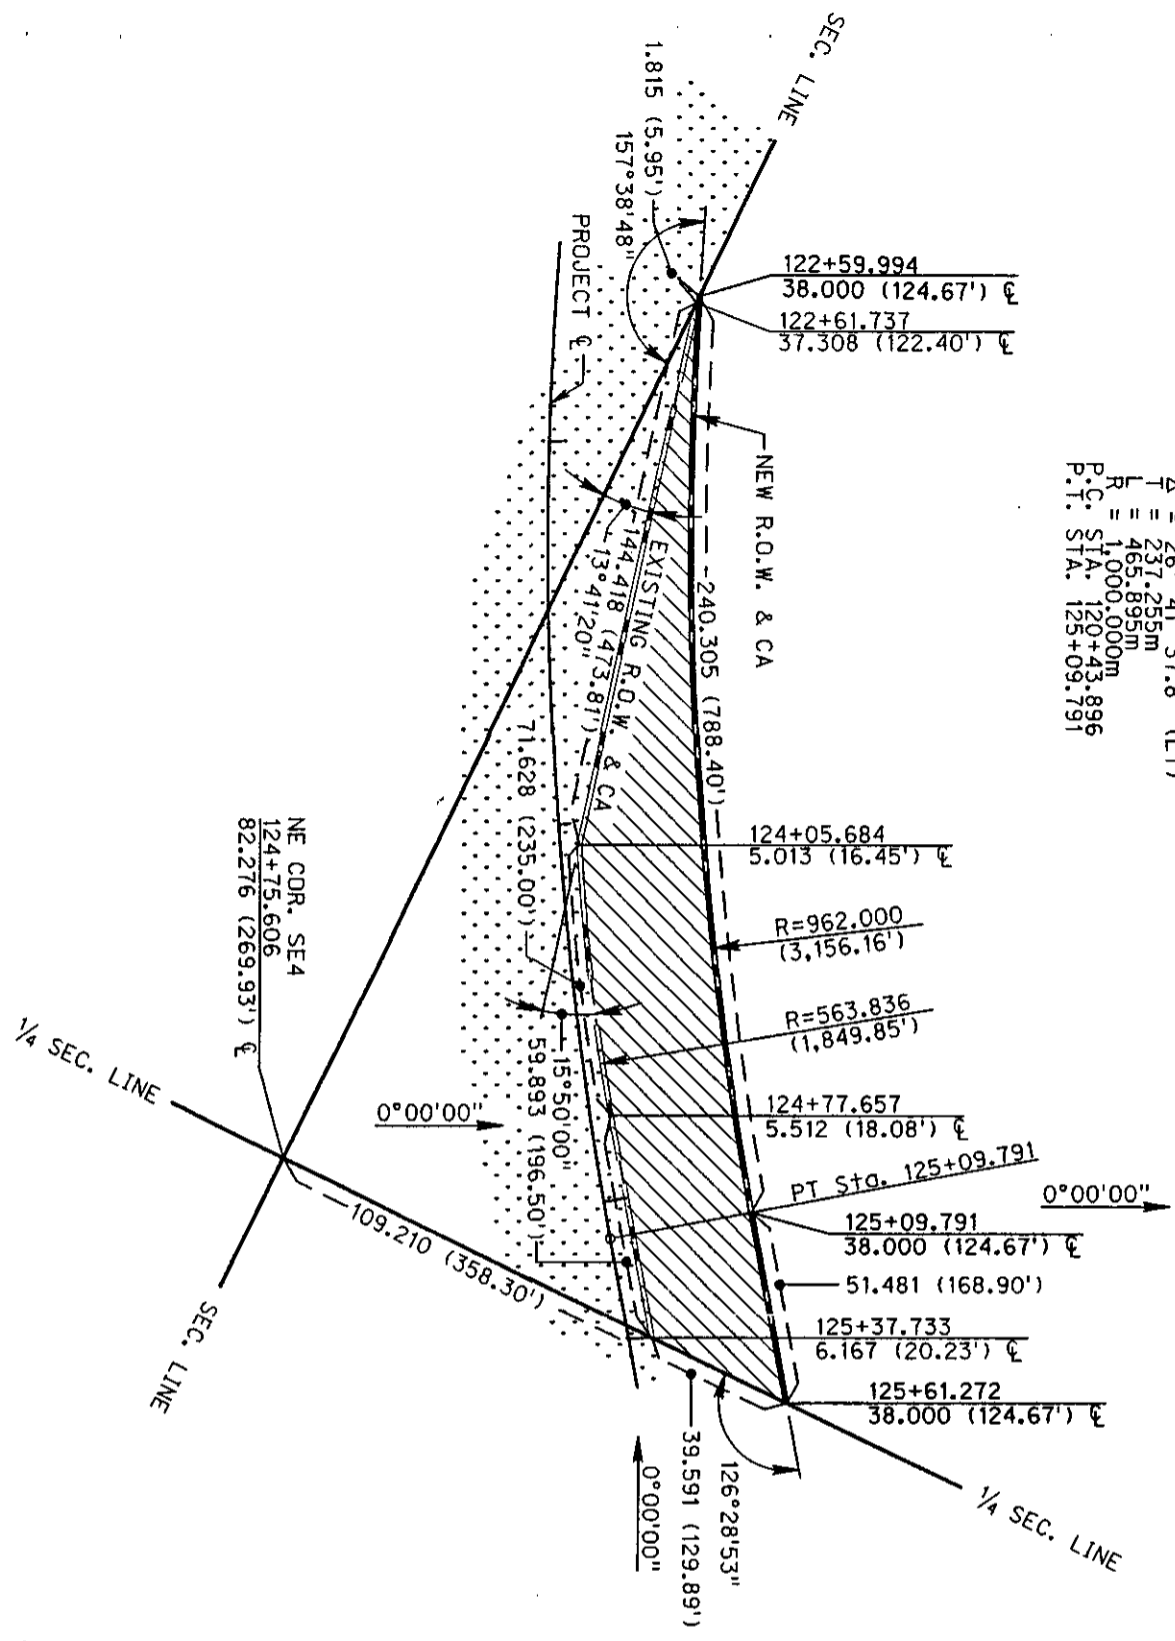 SEC. LINE
1.815 (5.95')
157°38'48"
PROJECT ℄
122+59.994
38.000 (124.67') ℄
122+61.737
37.308 (122.40') ℄
NEW R.O.W. & CA
T = 237.255m
L = 465.895m
R = 1,000.000m
P.C. STA. 120+43.896
P.T. STA. 125+09.791
240.305 (788.40')
EXISTING R.O.W. & CA
144.418 (473.81')
13°41'20"
71.628 (235.00')
124+05.684
5.013 (16.45') ℄
R=962.000
(3,156.16')
R=563.836
(1,849.85')
NE COR. SE4
124+75.606
82.276 (269.93') ℄
1/4 SEC. LINE
0°00'00"
15°50'00"
59.893 (196.50')
124+77.657
5.512 (18.08') ℄
PT Sta. 125+09.791
0°00'00"
125+09.791
38.000 (124.67') ℄
51.481 (168.90')
109.210 (358.30')
SEC. LINE
125+37.733
6.167 (20.23') ℄
125+61.272
38.000 (124.67') ℄
126°28'53"
39.591 (129.89')
0°00'00"
1/4 SEC. LINE